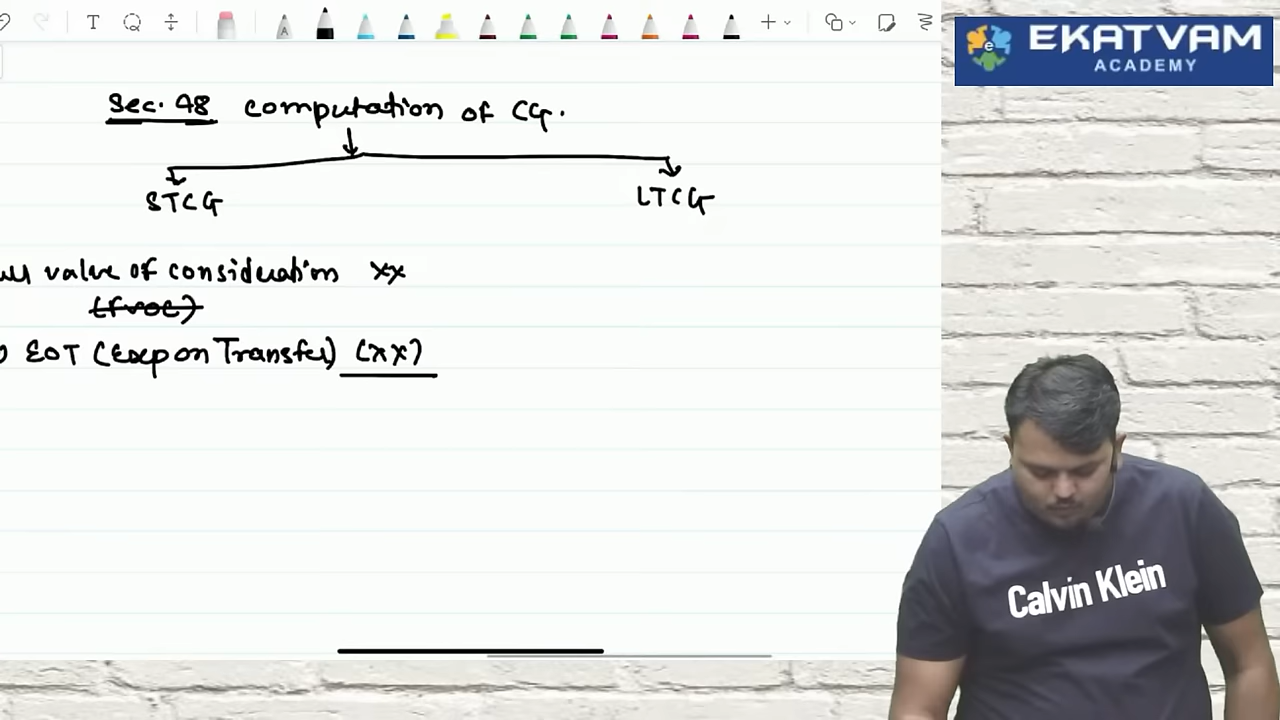 Sec. 48 computation of CG.
STCG LTCG
value of consideration xx
(fvoc)
EOT (Exp on Transfer) (xx)
EKATVAM
ACADEMY
Calvin Klein
A
T